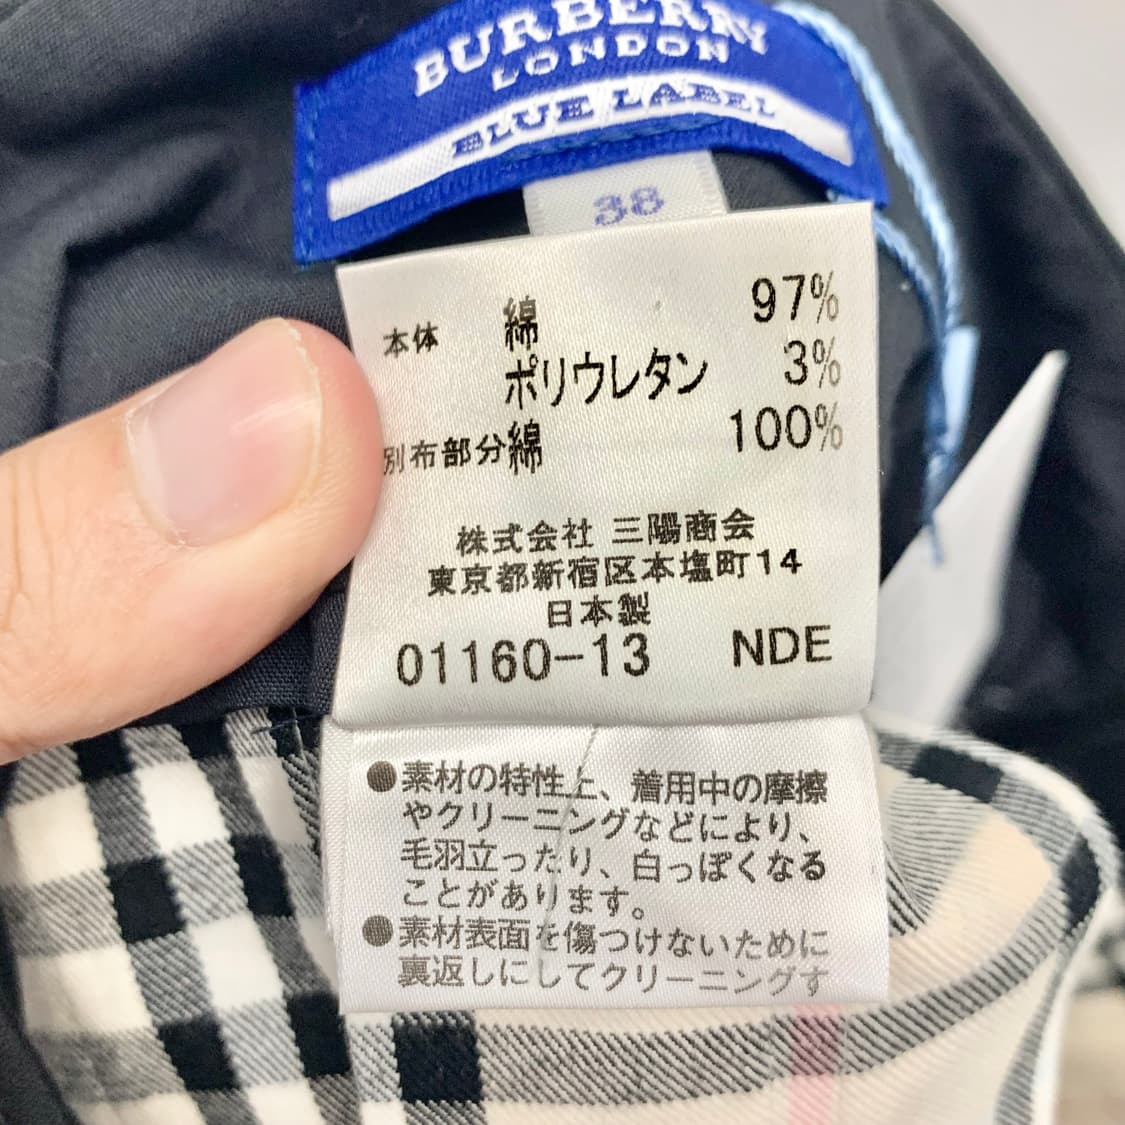 BURBERRY
LONDON
BLUE LABEL
38
本体 綿 97%
ポリウレタン 3%
別布部分 綿 100%
株式会社 三陽商会
東京都新宿区本塩町14
日本製
01160-13 NDE
●素材の特性上、着用中の摩擦
やクリーニングなどにより、
毛羽立ったり、白っぽくなる
ことがあります。
●素材表面を傷つけないために
裏返しにしてクリーニングす